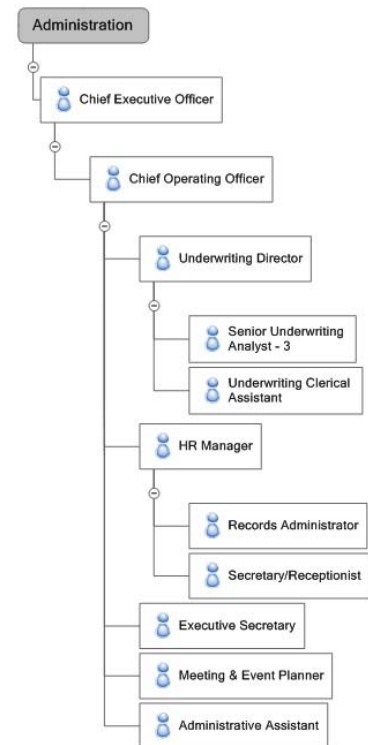 Administration
Chief Executive Officer
Chief Operating Officer
Underwriting Director
Senior Underwriting
Analyst - 3
Underwriting Clerical
Assistant
HR Manager
Records Administrator
Secretary/Receptionist
Executive Secretary
Meeting & Event Planner
Administrative Assistant